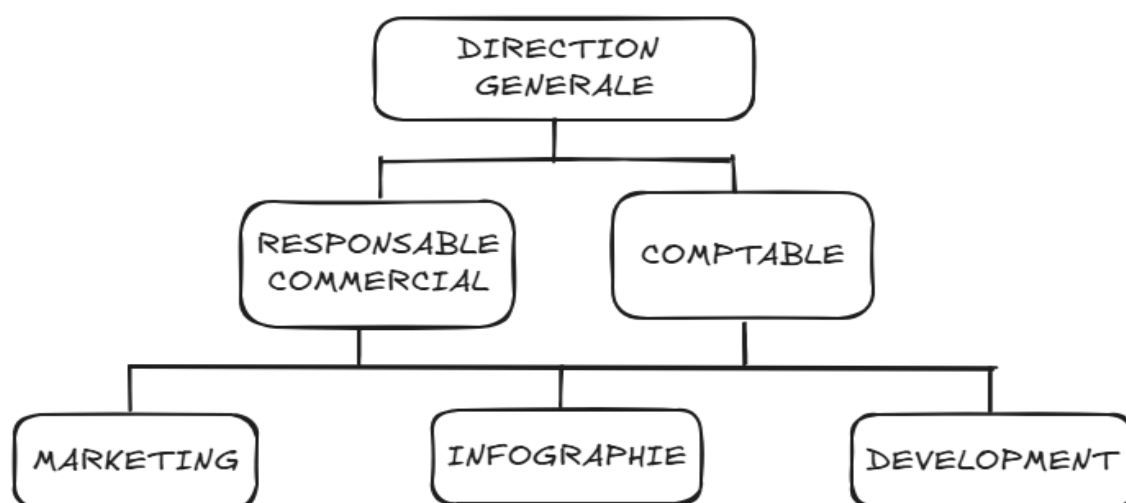 DIRECTION
GENERALE
RESPONSABLE
COMMERCIAL
COMPTABLE
MARKETING
INFOGRAPHIE
DEVELOPMENT